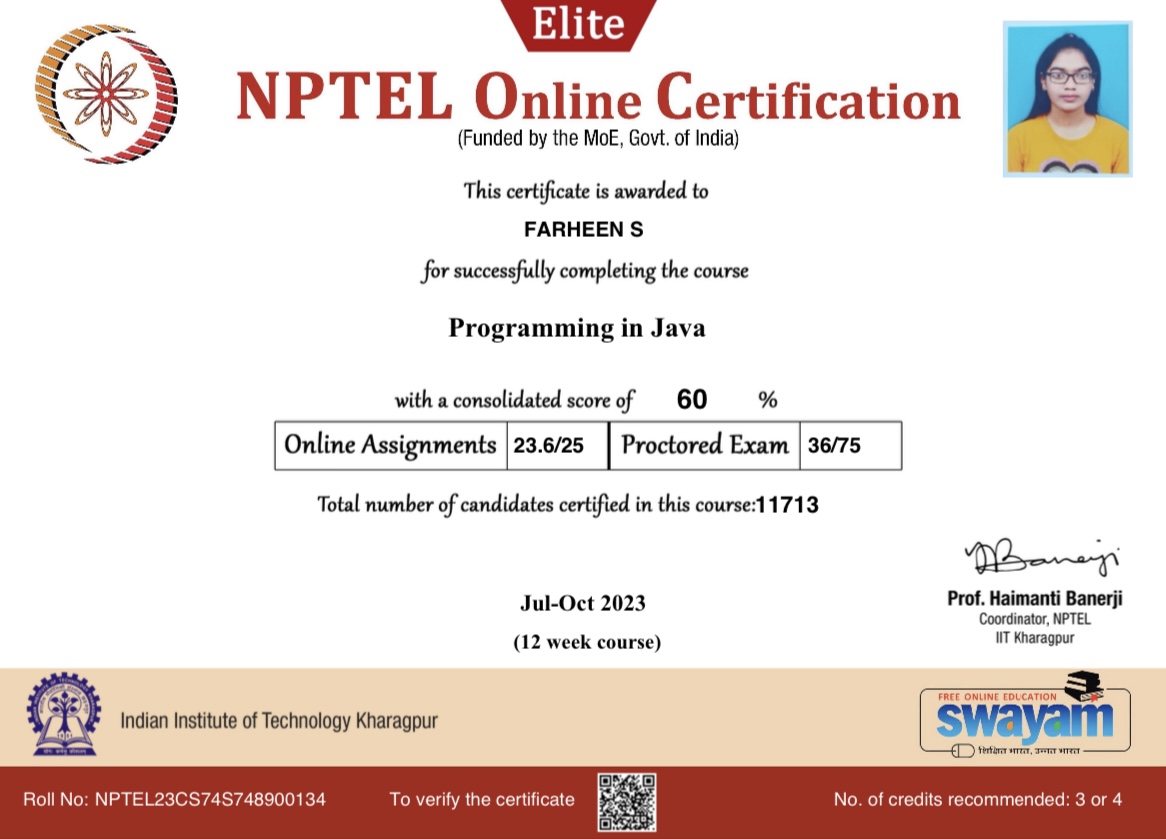 Elite
NPTEL Online Certification
(Funded by the MoE, Govt. of India)
This certificate is awarded to
FARHEEN S
for successfully completing the course
Programming in Java
with a consolidated score of 60 %
Online Assignments 23.6/25 Proctored Exam 36/75
Total number of candidates certified in this course:11713
Jul-Oct 2023
(12 week course)
Prof. Haimanti Banerji
Coordinator, NPTEL
IIT Kharagpur
Indian Institute of Technology Kharagpur
FREE ONLINE EDUCATION
swayam
शिक्षित भारत, उन्नत भारत
Roll No: NPTEL23CS74S748900134 To verify the certificate No. of credits recommended: 3 or 4